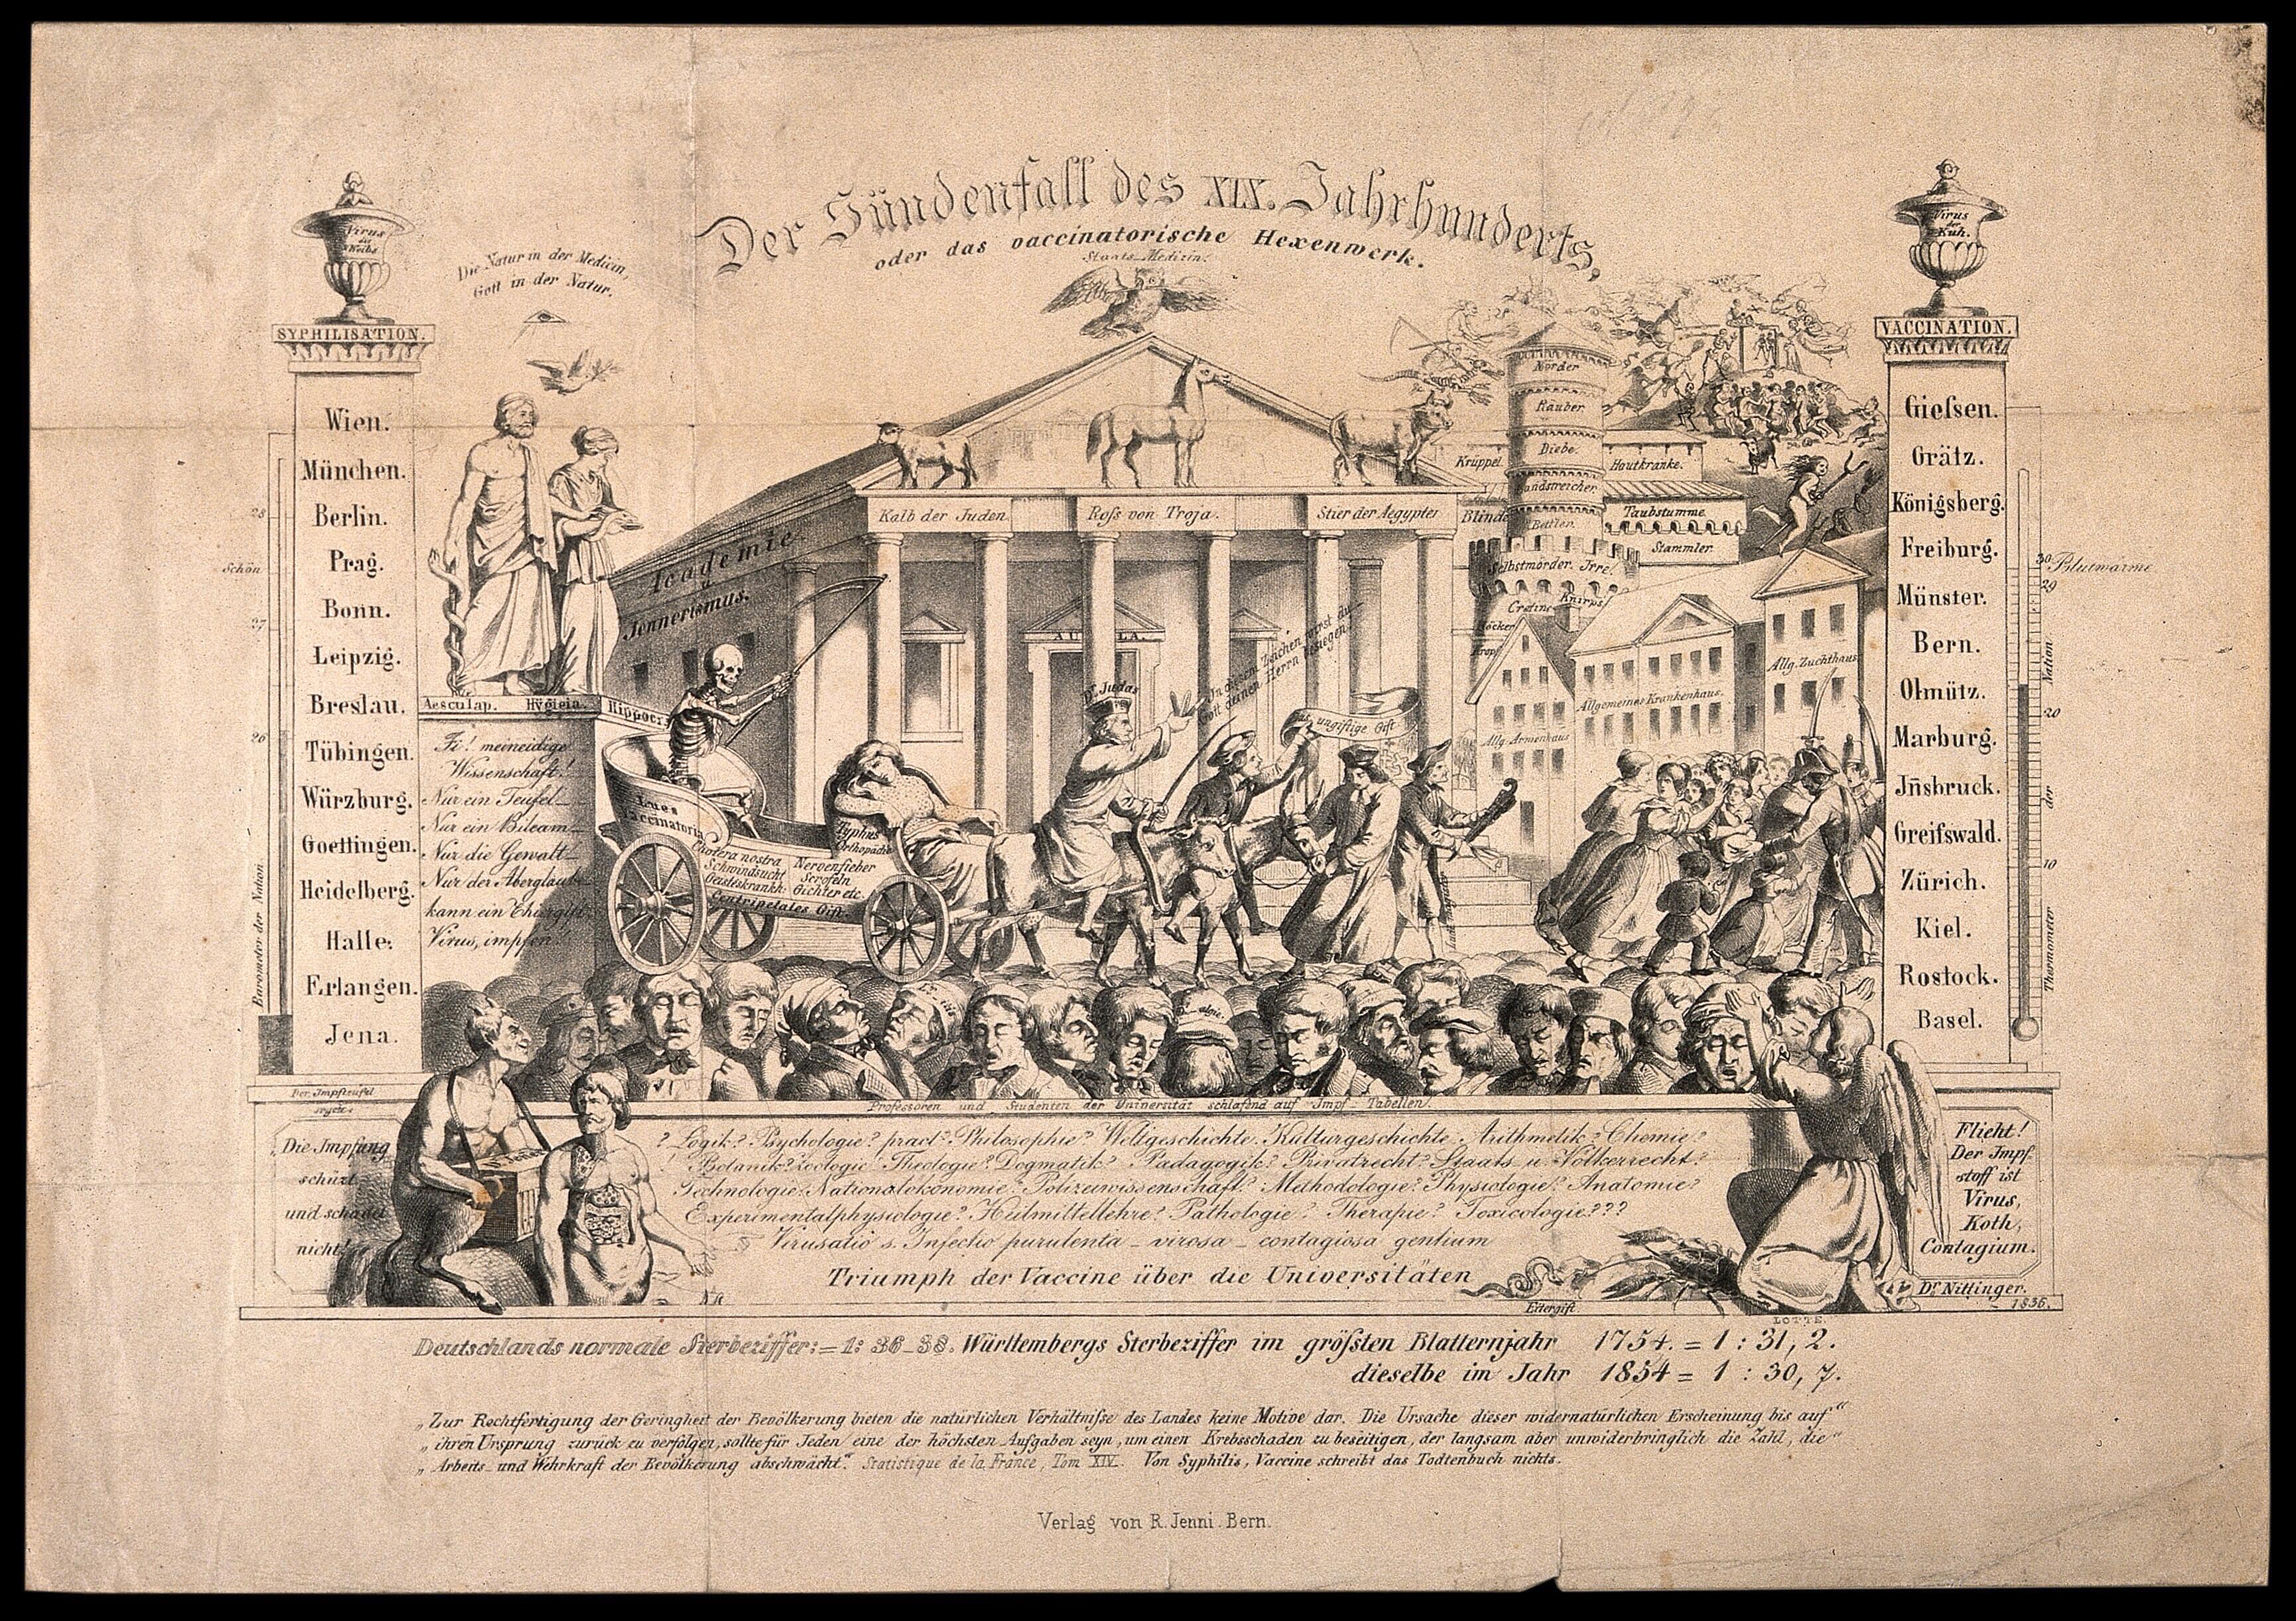 Der Sündenfall des XIX. Jahrhunderts,
oder das vaccinatorische Hexenwerk.
Staats-Medizin.
Virus
des
Weibs.
SYPHILISATION.
Wien.
München.
Berlin.
Prag.
Bonn.
Leipzig.
Breslau.
Tübingen.
Würzburg.
Goettingen.
Heidelberg.
Halle.
Erlangen.
Jena.
28
Schön
27
26
Barometer der Nation
Die Natur in der Medicin,
Gott in der Natur.
Aesculap. Hygieia. Hippocr.
Fi! meineidige
Wissenschaft!
Nur ein Teufel
Nur ein Bileam
Nur die Gewalt
Nur der Aberglaube
kann ein Thiergift
Virus, impfen!
Academie
d.
Jennerismus.
Kalb der Juden.
Roſs von Troja.
Stier der Aegypter
AULA.
Lues
Vaccinatoria
Cholera nostra Nervenfieber
Schwindsucht Scrofeln
Geisteskrankh. Gichter etc.
Centripetales Gift
Typhus
Orthopädie
Dr. Judas
In diesem Zeichen wirst du
Gott deinen Herrn besiegen.
ungiftige Gift
Mörder
Räuber.
Diebe.
Landstreicher.
Bettler.
Selbstmörder. Irre.
Cretine Knirpse
Höcker
Kropf
Krüppel
Blinde
Hautkranke.
Taubstumme.
Stammler.
Allg. Armenhaus
Allgemeines Krankenhaus.
Allg. Zuchthaus.
Virus
der
Kuh.
VACCINATION.
Gieſsen.
Grätz.
Königsberg.
Freiburg.
Münster.
Bern.
Olmütz.
Marburg.
Jñsbruck.
Greifswald.
Zürich.
Kiel.
Rostock.
Basel.
30 Blutwärme
29
20
10
Thermometer der Nation
Der Impfteufel
Die Impfung
schürt
und schadet
nicht!
Professoren und Studenten der Universität schlafend auf Impf-Tabellen.
? Logik? Psychologie? pract. Philosophie? Weltgeschichte. Kulturgeschichte. Arithmetik? Chemie?
Botanik? Zoologie Theologie? Dogmatik? Pädagogik? Privatrecht? Staats u. Völkerrecht?
Technologie. Nationalökonomie? Polizeiwissenschaft? Methodologie? Physiologie? Anatomie?
Experimentalphysiologie? Heilmittellehre? Pathologie? Therapie? Toxicologie???
Virusatio s. Injectio purulenta - virosa - contagiosa gentium
Triumph der Vaccine über die Universitäten
Eitergift
Flieht!
Der Impf-
stoff ist
Virus,
Koth,
Contagium.
Dr. Nittinger.
1856.
LOTTE.
Deutschlands normale Sterbeziffer: = 1: 36-38. Württembergs Sterbeziffer im gröſsten Blatternjahr 1754. = 1 : 31, 2.
dieselbe im Jahr 1854 = 1 : 30, 7.
„Zur Rechtfertigung der Geringheit der Bevölkerung bieten die natürlichen Verhältniſse des Landes keine Motive dar. Die Ursache dieser widernatürlichen Erscheinung bis auf"
„ihren Ursprung zurück zu verfolgen, sollte für Jeden eine der höchsten Aufgaben seyn, um einen Krebsschaden zu beseitigen, der langsam aber unwiderbringlich die Zahl, die"
„Arbeits- und Wehrkraft der Bevölkerung abschwächt." Statistique de la France, Tom XIV. Von Syphilis, Vaccine schreibt das Todtenbuch nichts.
Verlag von R. Jenni. Bern.